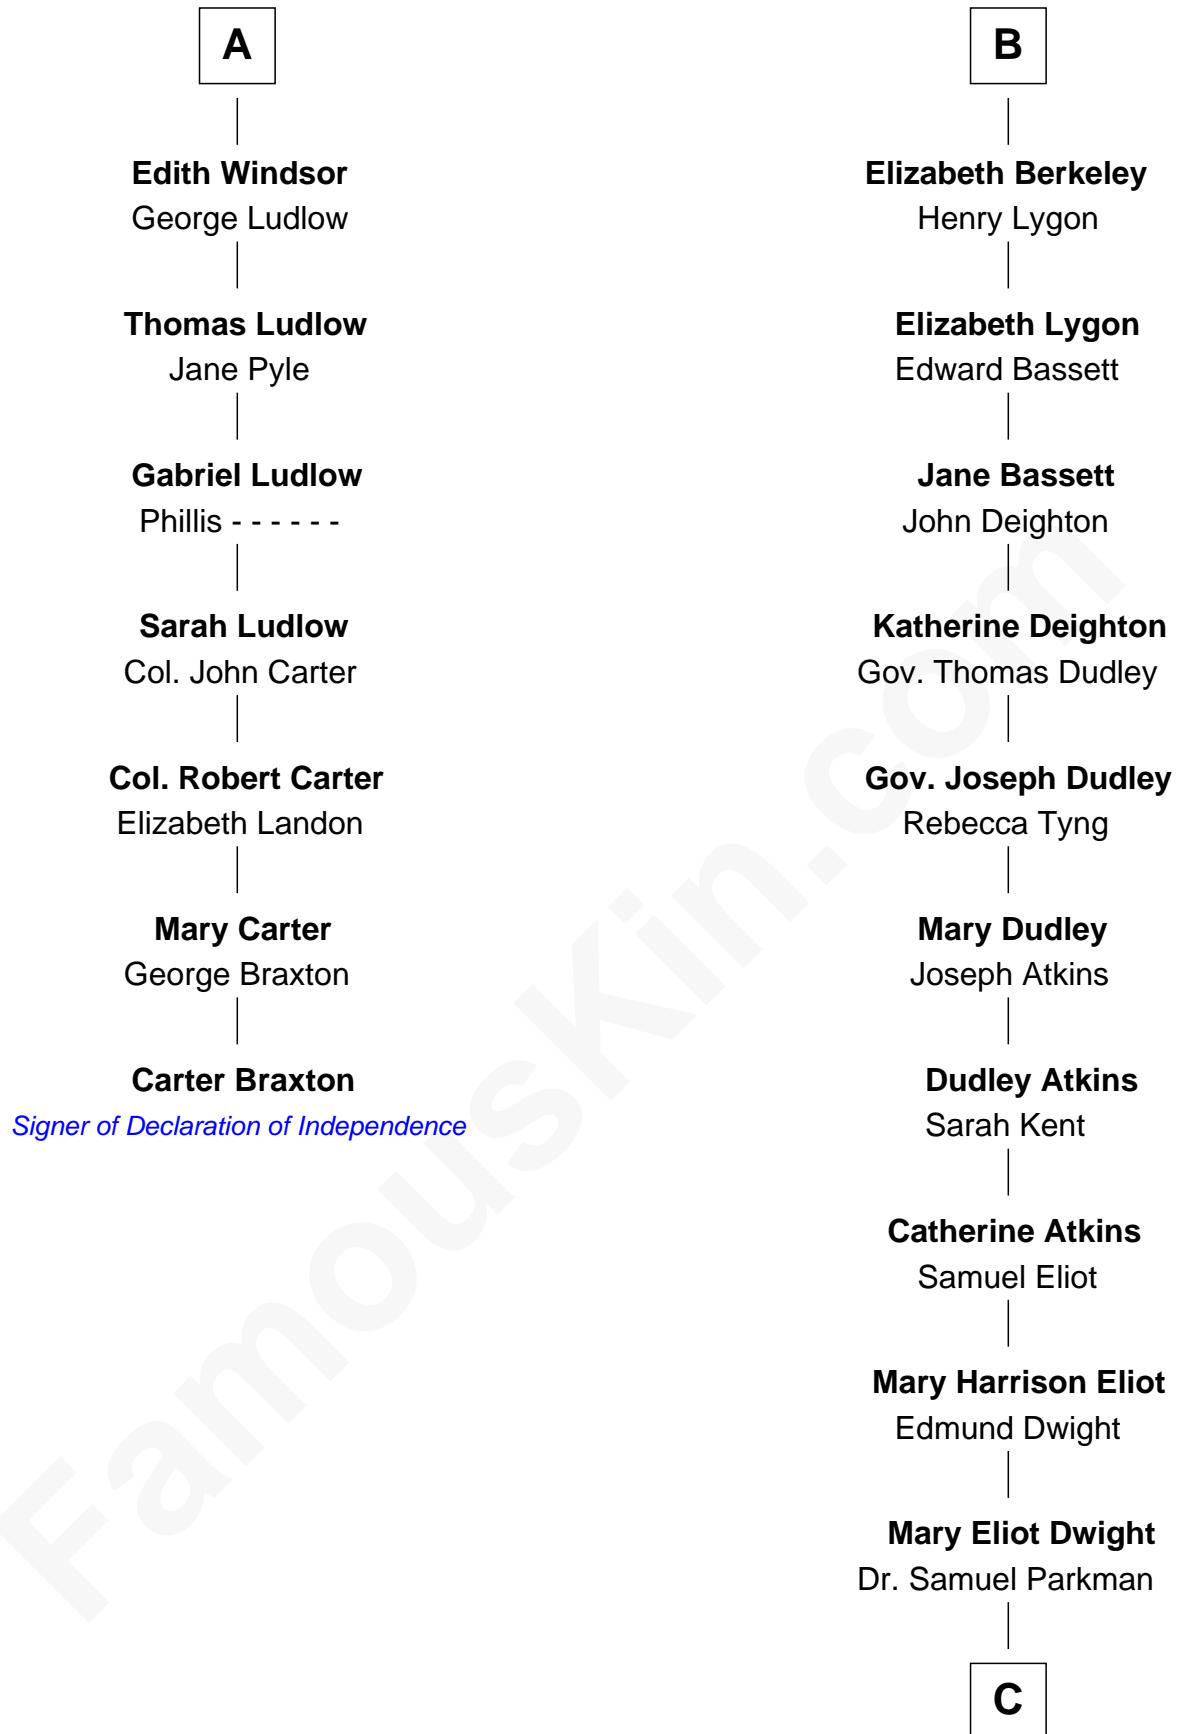 A
Edith Windsor
George Ludlow
Thomas Ludlow
Jane Pyle
Gabriel Ludlow
Phillis - - - - - -
Sarah Ludlow
Col. John Carter
Col. Robert Carter
Elizabeth Landon
Mary Carter
George Braxton
Carter Braxton
Signer of Declaration of Independence
B
Elizabeth Berkeley
Henry Lygon
Elizabeth Lygon
Edward Bassett
Jane Bassett
John Deighton
Katherine Deighton
Gov. Thomas Dudley
Gov. Joseph Dudley
Rebecca Tyng
Mary Dudley
Joseph Atkins
Dudley Atkins
Sarah Kent
Catherine Atkins
Samuel Eliot
Mary Harrison Eliot
Edmund Dwight
Mary Eliot Dwight
Dr. Samuel Parkman
C
FamousKin.com